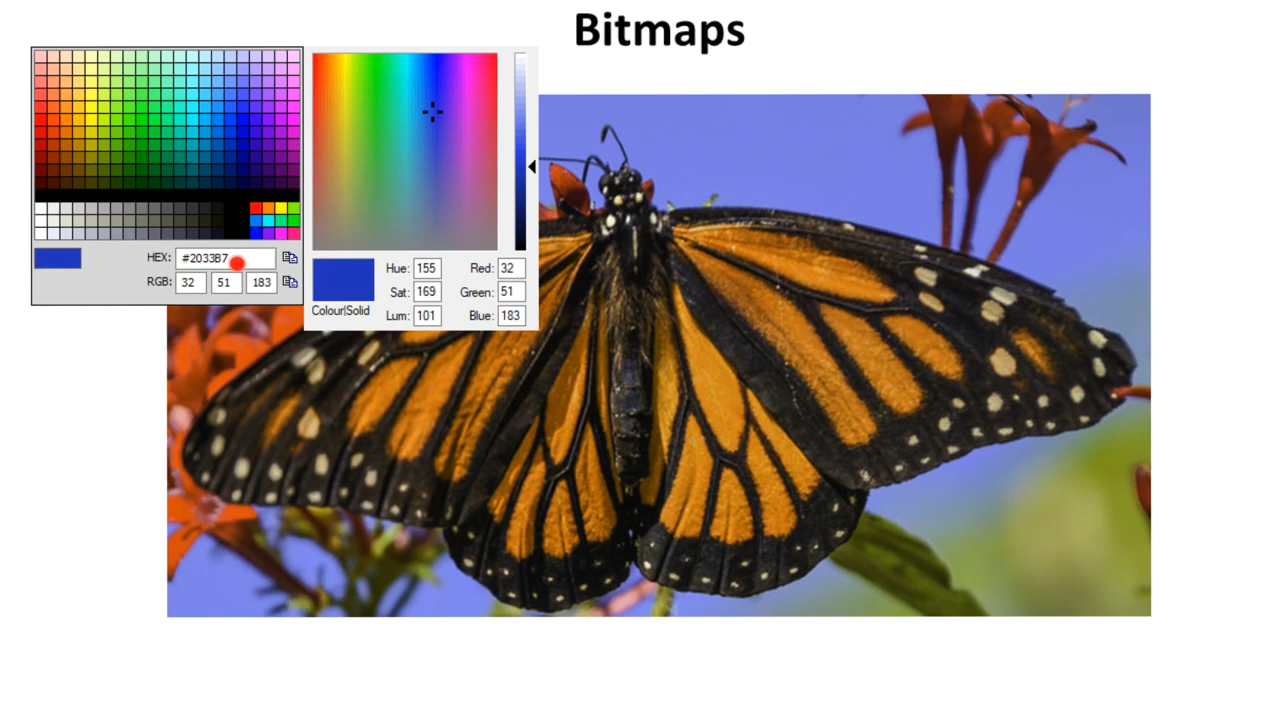 Bitmaps
HEX: #2033B7
RGB: 32 51 183
Hue: 155 Red: 32
Sat: 169 Green: 51
Colour|Solid
Lum: 101 Blue: 183